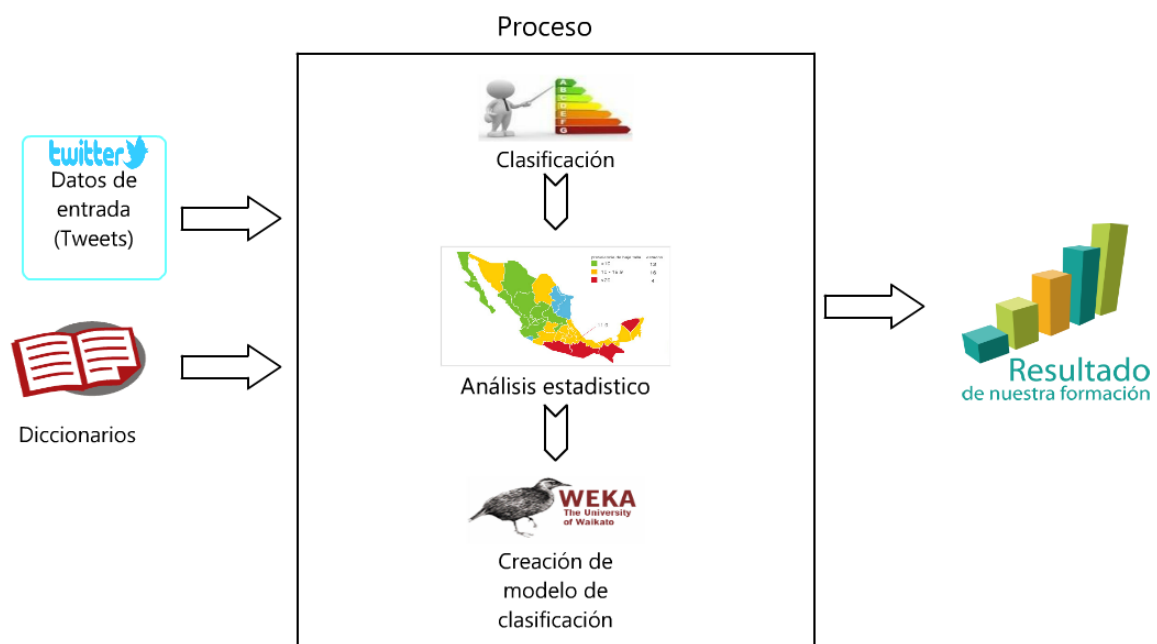 Proceso
twitter
Datos de
entrada
(Tweets)
Diccionarios
A
B
C
D
E
F
G
Clasificación
Análisis estadistico
WEKA
The University
of Waikato
Creación de
modelo de
clasificación
Resultado
de nuestra formación